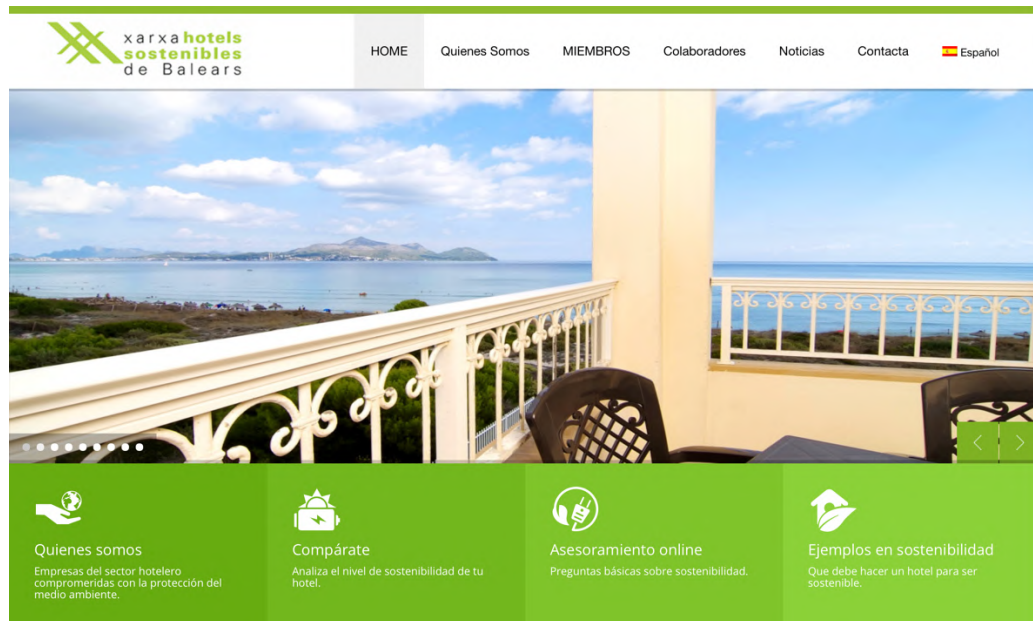 xarxa hotels
sostenibles
de Balears
HOME Quienes Somos MIEMBROS Colaboradores Noticias Contacta Español
Quienes somos
Empresas del sector hotelero
compromeridas con la protección del
medio ambiente.
Compárate
Analiza el nivel de sostenibilidad de tu
hotel.
Asesoramiento online
Preguntas básicas sobre sostenibilidad.
Ejemplos en sostenibilidad
Que debe hacer un hotel para ser
sostenible.